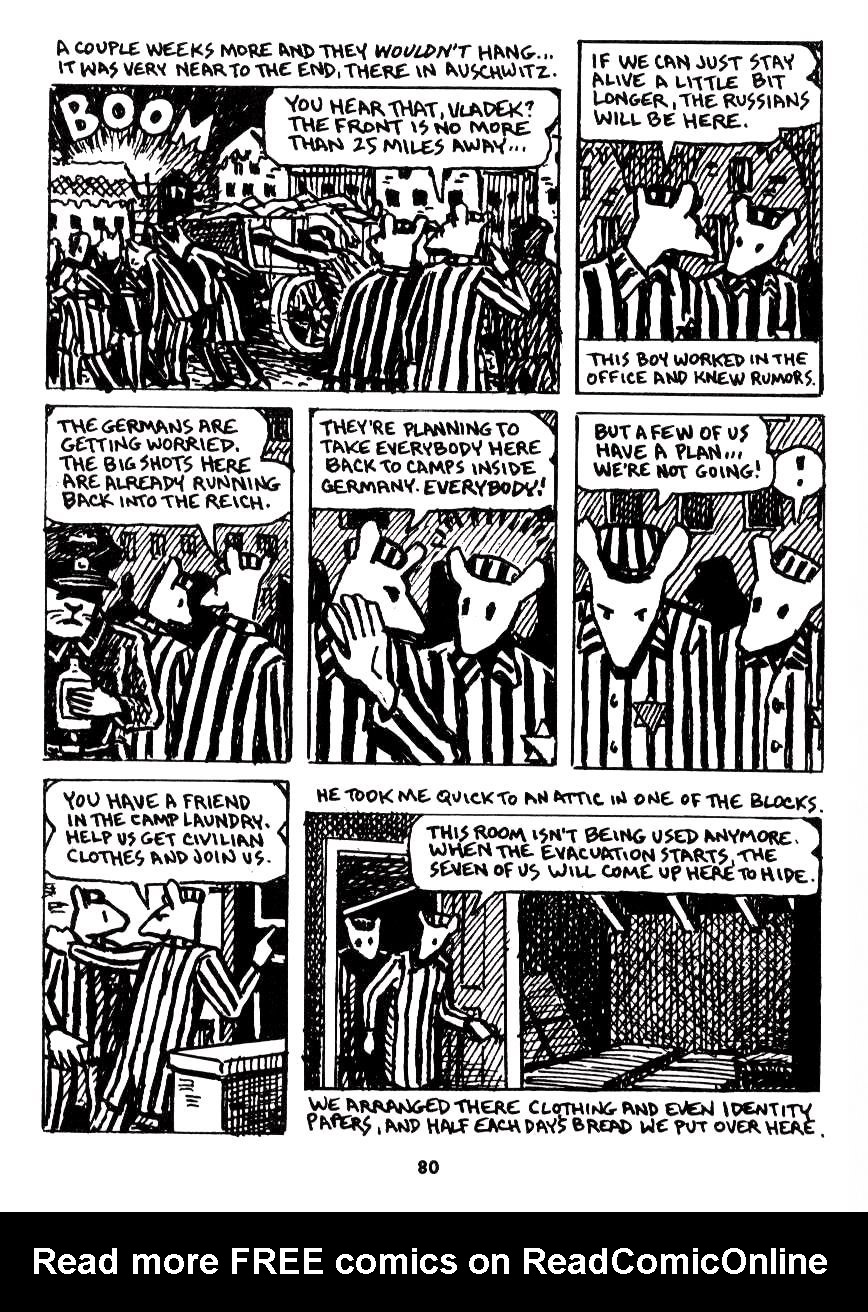 A COUPLE WEEKS MORE AND THEY WOULDN'T HANG...
IT WAS VERY NEAR TO THE END, THERE IN AUSCHWITZ.
BOOM
YOU HEAR THAT, VLADEK?
THE FRONT IS NO MORE
THAN 25 MILES AWAY...
IF WE CAN JUST STAY
ALIVE A LITTLE BIT
LONGER, THE RUSSIANS
WILL BE HERE.
THIS BOY WORKED IN THE
OFFICE AND KNEW RUMORS.
THE GERMANS ARE
GETTING WORRIED.
THE BIG SHOTS HERE
ARE ALREADY RUNNING
BACK INTO THE REICH.
THEY'RE PLANNING TO
TAKE EVERYBODY HERE
BACK TO CAMPS INSIDE
GERMANY. EVERYBODY!
BUT A FEW OF US
HAVE A PLAN...
WE'RE NOT GOING!
!
YOU HAVE A FRIEND
IN THE CAMP LAUNDRY.
HELP US GET CIVILIAN
CLOTHES AND JOIN US.
HE TOOK ME QUICK TO AN ATTIC IN ONE OF THE BLOCKS.
THIS ROOM ISN'T BEING USED ANYMORE.
WHEN THE EVACUATION STARTS, THE
SEVEN OF US WILL COME UP HERE TO HIDE.
WE ARRANGED THERE CLOTHING AND EVEN IDENTITY
PAPERS, AND HALF EACH DAY'S BREAD WE PUT OVER HERE.
80
Read more FREE comics on ReadComicOnline